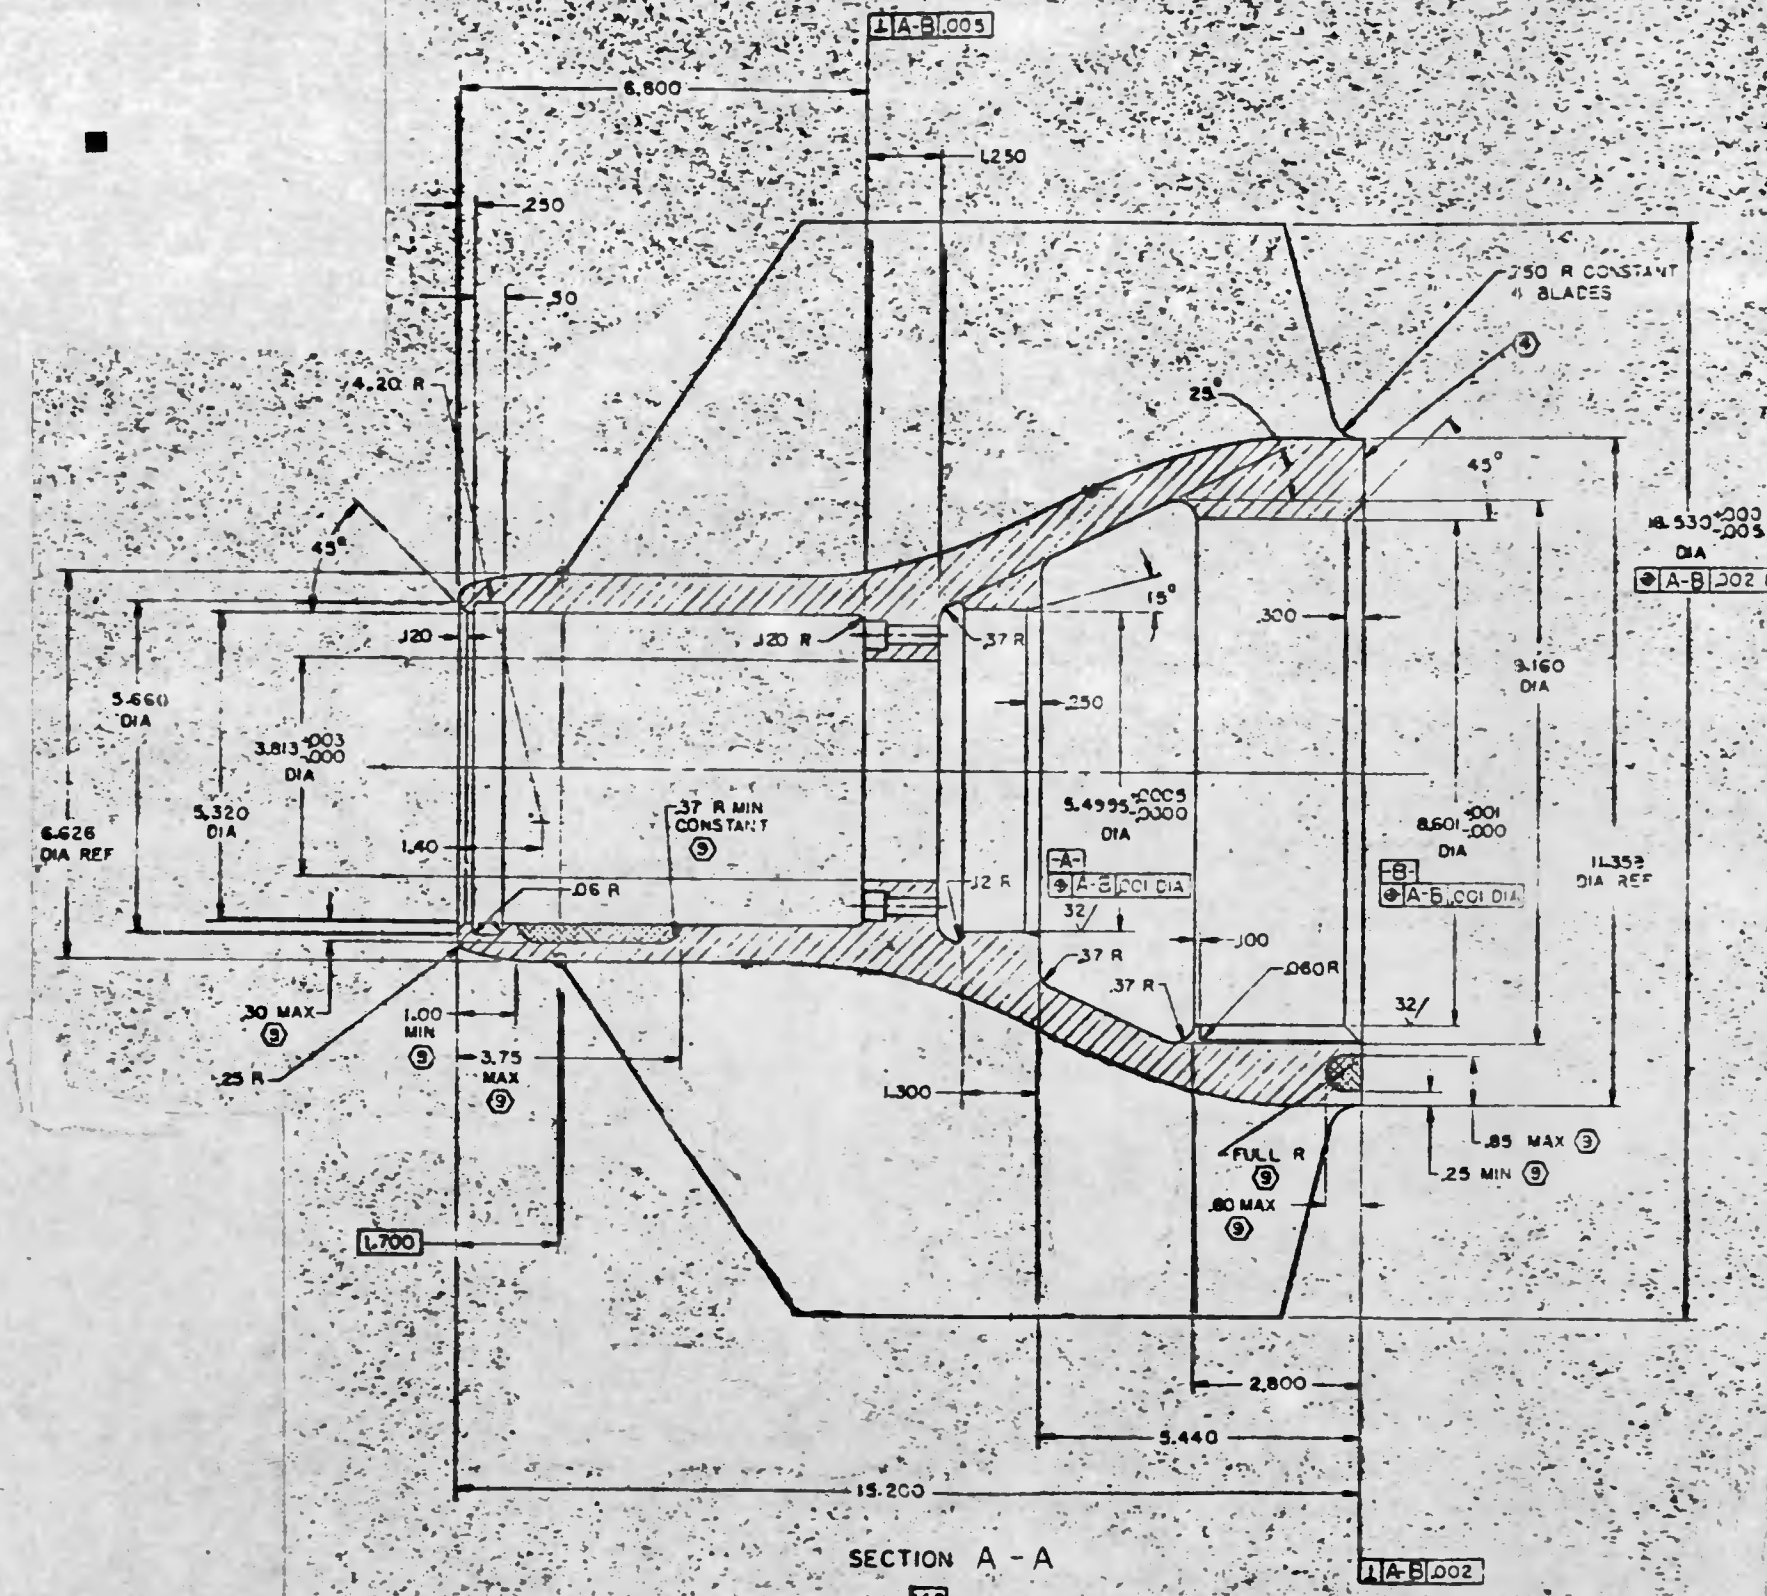 ⊥ A-B .005
6.800
1.250
.250
.50
.750 R CONSTANT
4 BLADES
4
4.20 R
25°
45°
18.530 +.000 -.005
DIA
⌖ A-B .002
45°
15°
.300
.120
.120 R
.37 R
9.160
DIA
5.660
DIA
.250
3.813 +.003 -.000
DIA
5.320
DIA
.37 R MIN
CONSTANT
9
5.4995 +.0005 -.0000
DIA
8.601 +.001 -.000
DIA
6.626
DIA REF
1.40
-A-
⌖ A-B .001 DIA
-B-
⌖ A-B .001 DIA
11.352
DIA REF
.06 R
.12 R
32/
.100
.37 R
.060 R
.37 R
32/
.30 MAX
9
1.00
MIN
9
3.75
MAX
9
.25 R
1.300
.85 MAX 9
FULL R
9
.25 MIN 9
.60 MAX
9
1.700
2.800
5.440
15.200
SECTION A - A
⊥ A-B .002